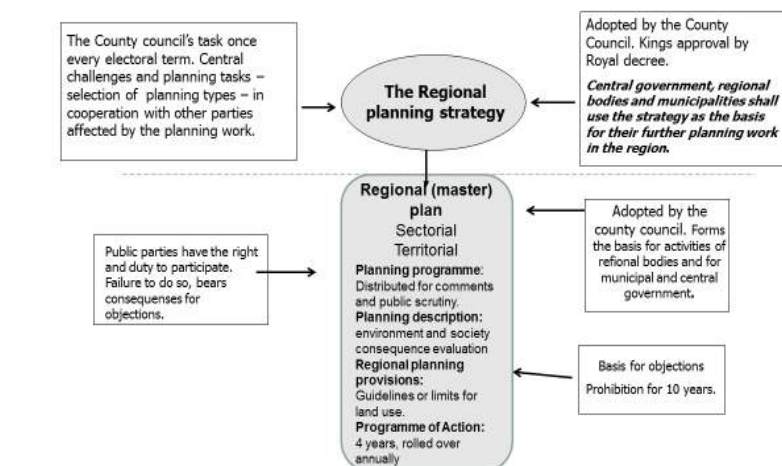 The County council's task once
every electoral term. Central
challenges and planning tasks –
selection of planning types – in
cooperation with other parties
affected by the planning work.
The Regional
planning strategy
Adopted by the County
Council. Kings approval by
Royal decree.
Central government, regional
bodies and municipalities shall
use the strategy as the basis
for their further planning work
in the region.
Regional (master)
plan
Sectorial
Territorial
Planning programme:
Distributed for comments
and public scrutiny.
Planning description:
environment and society
consequence evaluation
Regional planning
provisions:
Guidelines or limits for
land use.
Programme of Action:
4 years, rolled over
annually
Public parties have the right
and duty to participate.
Failure to do so, bears
consequenses for
objections.
Adopted by the
county council. Forms
the basis for activities of
refional bodies and for
municipal and central
government.
Basis for objections
Prohibition for 10 years.